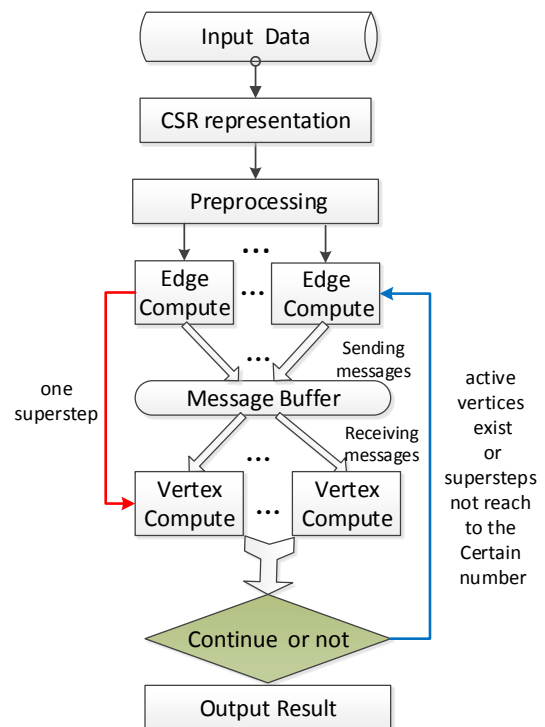 Input Data
CSR representation
Preprocessing
...
Edge
Compute
...
Edge
Compute
...
Sending
messages
one
superstep
Message Buffer
active
vertices
exist
or
supersteps
not reach
to the
Certain
number
Receiving
messages
...
Vertex
Compute
...
Vertex
Compute
Continue or not
Output Result